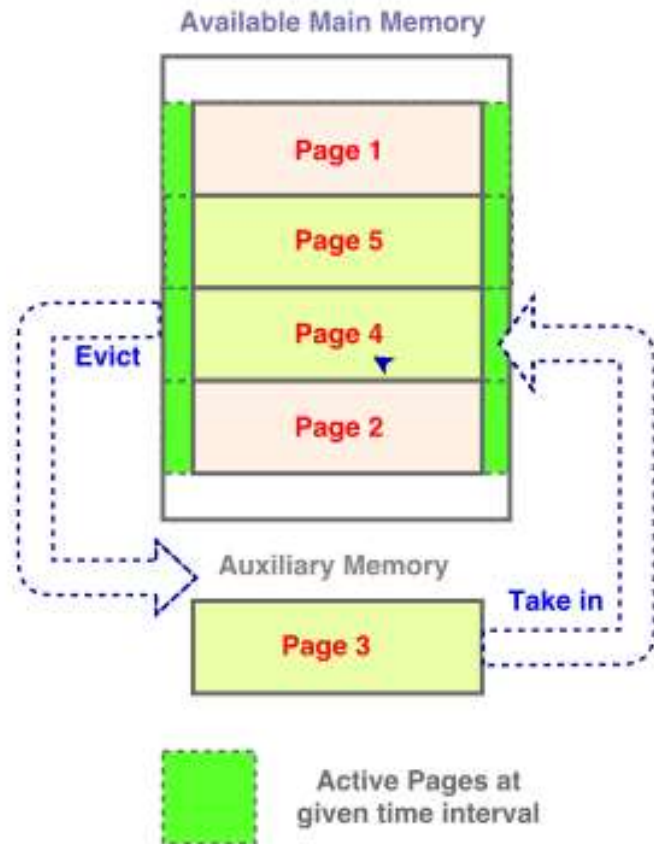 Available Main Memory
Page 1
Page 5
Page 4
Evict
Page 2
Auxiliary Memory
Take in
Page 3
Active Pages at
given time interval